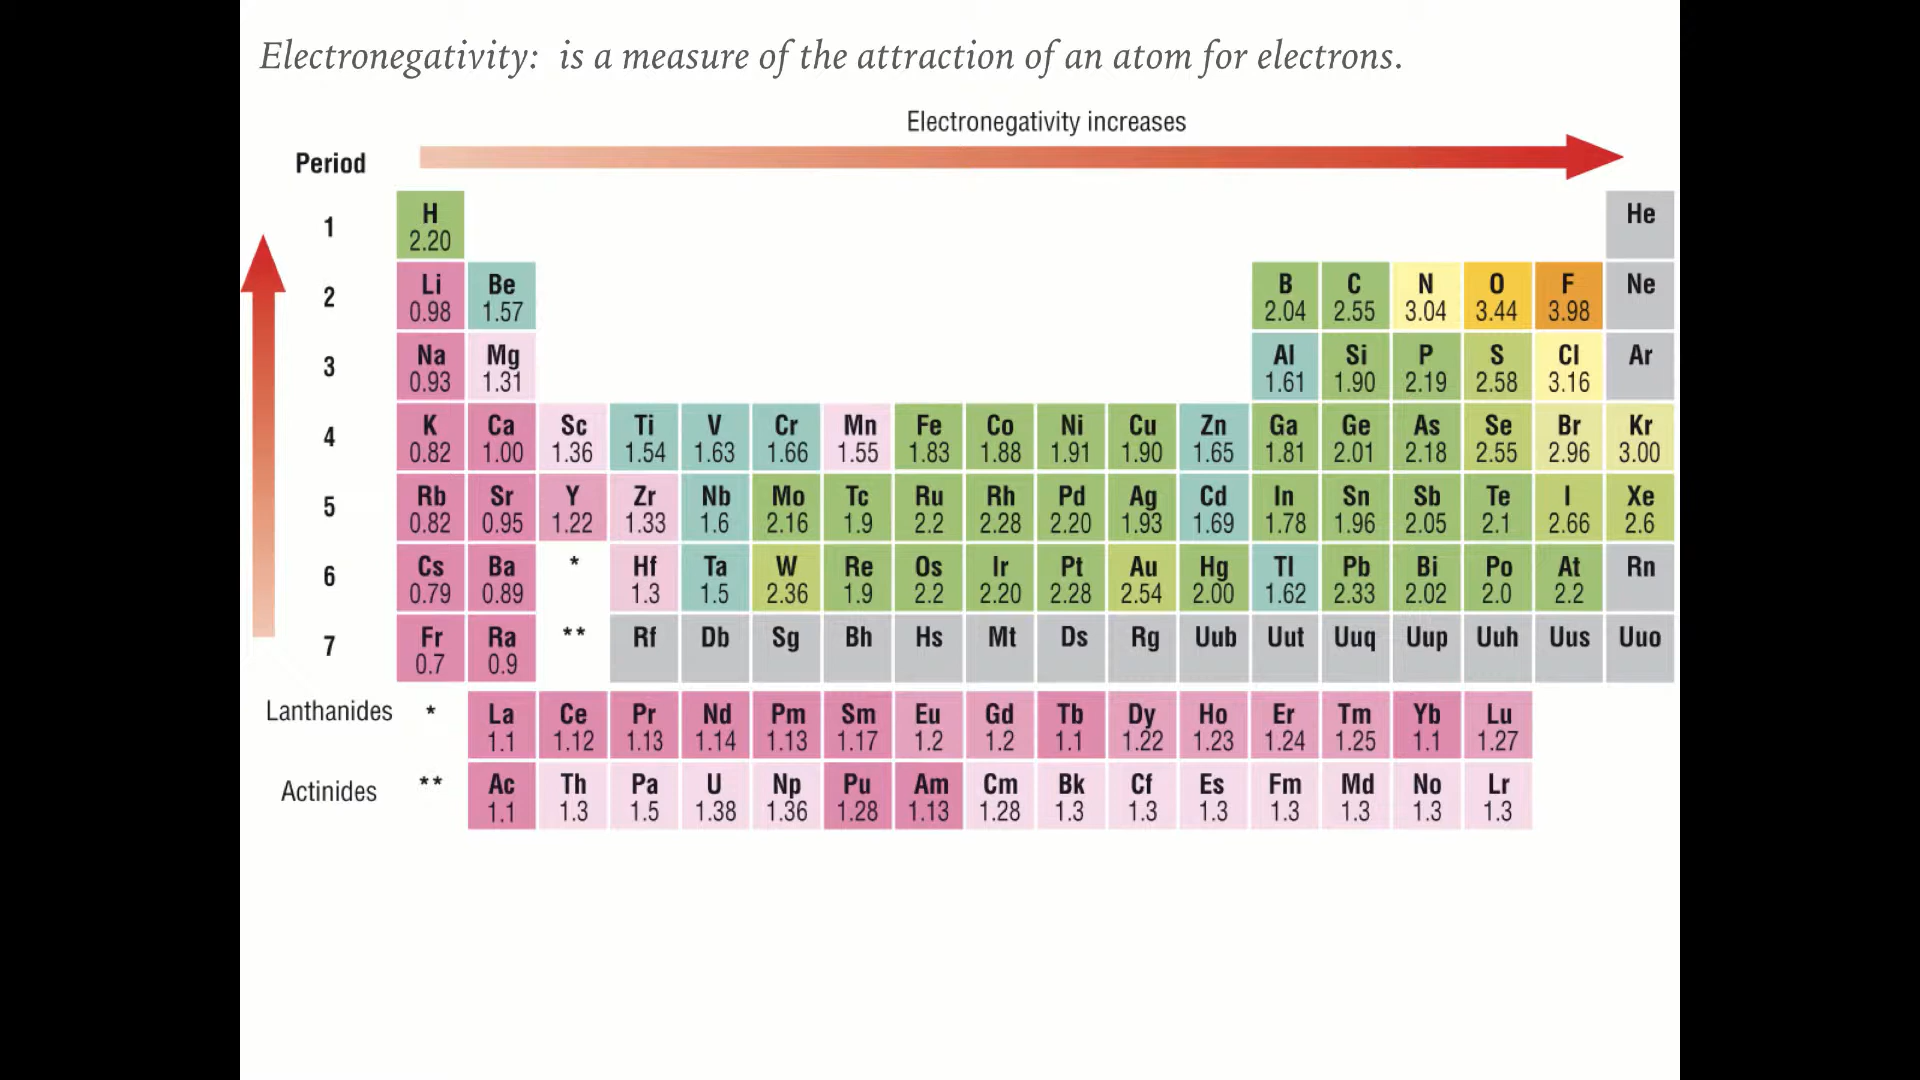 Electronegativity: is a measure of the attraction of an atom for electrons.
Electronegativity increases
Period
1 H He
2.20
2 Li Be B C N O F Ne
0.98 1.57 2.04 2.55 3.04 3.44 3.98
3 Na Mg Al Si P S Cl Ar
0.93 1.31 1.61 1.90 2.19 2.58 3.16
4 K Ca Sc Ti V Cr Mn Fe Co Ni Cu Zn Ga Ge As Se Br Kr
0.82 1.00 1.36 1.54 1.63 1.66 1.55 1.83 1.88 1.91 1.90 1.65 1.81 2.01 2.18 2.55 2.96 3.00
5 Rb Sr Y Zr Nb Mo Tc Ru Rh Pd Ag Cd In Sn Sb Te I Xe
0.82 0.95 1.22 1.33 1.6 2.16 1.9 2.2 2.28 2.20 1.93 1.69 1.78 1.96 2.05 2.1 2.66 2.6
6 Cs Ba * Hf Ta W Re Os Ir Pt Au Hg Tl Pb Bi Po At Rn
0.79 0.89 1.3 1.5 2.36 1.9 2.2 2.20 2.28 2.54 2.00 1.62 2.33 2.02 2.0 2.2
7 Fr Ra ** Rf Db Sg Bh Hs Mt Ds Rg Uub Uut Uuq Uup Uuh Uus Uuo
0.7 0.9
Lanthanides * La Ce Pr Nd Pm Sm Eu Gd Tb Dy Ho Er Tm Yb Lu
1.1 1.12 1.13 1.14 1.13 1.17 1.2 1.2 1.1 1.22 1.23 1.24 1.25 1.1 1.27
Actinides ** Ac Th Pa U Np Pu Am Cm Bk Cf Es Fm Md No Lr
1.1 1.3 1.5 1.38 1.36 1.28 1.13 1.28 1.3 1.3 1.3 1.3 1.3 1.3 1.3